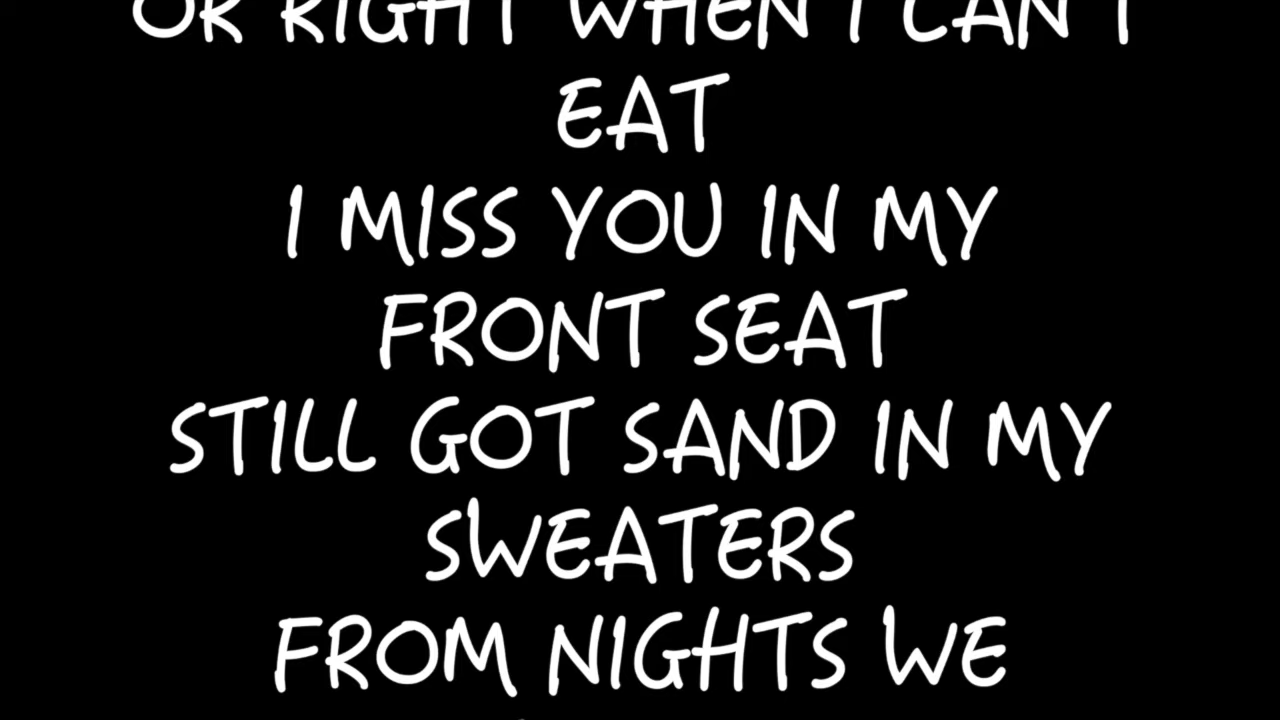 OR RIGHT WHEN I CAN'T
EAT
I MISS YOU IN MY
FRONT SEAT
STILL GOT SAND IN MY
SWEATERS
FROM NIGHTS WE